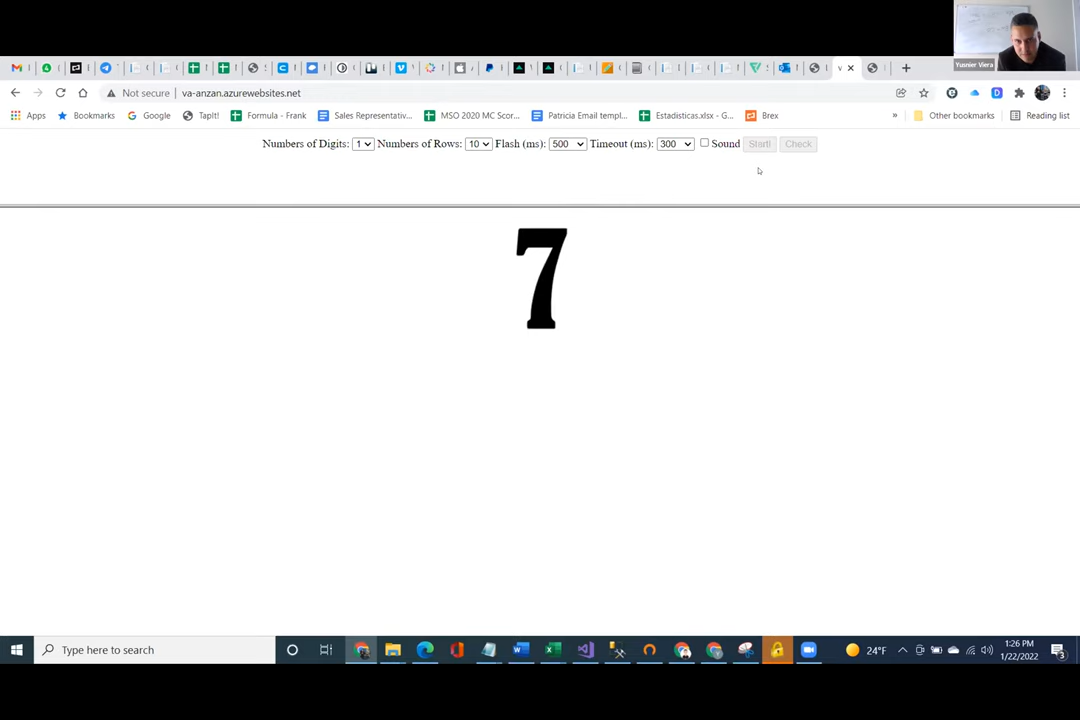 Yusnier Viera
Not secure | va-anzan.azurewebsites.net
Apps Bookmarks Google TapIt! Formula - Frank Sales Representativ... MSO 2020 MC Scor... Patricia Email templ... Estadisticas.xlsx - G... Brex » Other bookmarks Reading list
Numbers of Digits: 1 Numbers of Rows: 10 Flash (ms): 500 Timeout (ms): 300 Sound Start! Check
7
Type here to search
24°F
1:26 PM
1/22/2022
3